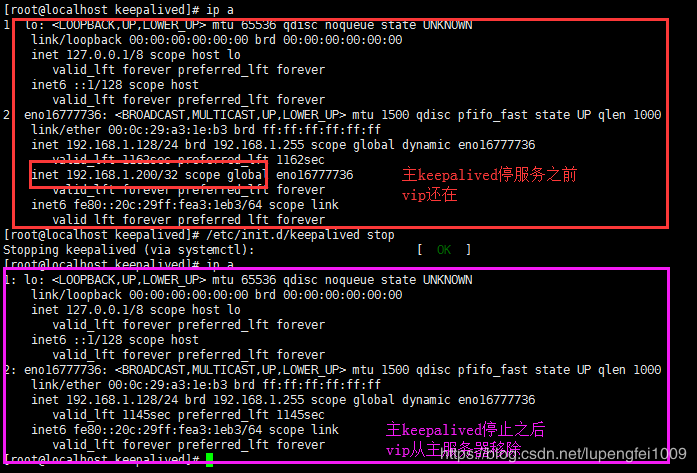 [root@localhost keepalived]# ip a
1: lo: <LOOPBACK,UP,LOWER_UP> mtu 65536 qdisc noqueue state UNKNOWN
link/loopback 00:00:00:00:00:00 brd 00:00:00:00:00:00
inet 127.0.0.1/8 scope host lo
valid_lft forever preferred_lft forever
inet6 ::1/128 scope host
valid_lft forever preferred_lft forever
2: eno16777736: <BROADCAST,MULTICAST,UP,LOWER_UP> mtu 1500 qdisc pfifo_fast state UP qlen 1000
link/ether 00:0c:29:a3:1e:b3 brd ff:ff:ff:ff:ff:ff
inet 192.168.1.128/24 brd 192.168.1.255 scope global dynamic eno16777736
valid_lft 1162sec preferred_lft 1162sec
inet 192.168.1.200/32 scope global eno16777736
主keepalived停服务之前
valid_lft forever preferred_lft forever
vip还在
inet6 fe80::20c:29ff:fea3:1eb3/64 scope link
valid_lft forever preferred_lft forever
[root@localhost keepalived]# /etc/init.d/keepalived stop
Stopping keepalived (via systemctl): [ OK ]
[root@localhost keepalived]# ip a
1: lo: <LOOPBACK,UP,LOWER_UP> mtu 65536 qdisc noqueue state UNKNOWN
link/loopback 00:00:00:00:00:00 brd 00:00:00:00:00:00
inet 127.0.0.1/8 scope host lo
valid_lft forever preferred_lft forever
inet6 ::1/128 scope host
valid_lft forever preferred_lft forever
2: eno16777736: <BROADCAST,MULTICAST,UP,LOWER_UP> mtu 1500 qdisc pfifo_fast state UP qlen 1000
link/ether 00:0c:29:a3:1e:b3 brd ff:ff:ff:ff:ff:ff
inet 192.168.1.128/24 brd 192.168.1.255 scope global dynamic eno16777736
valid_lft 1145sec preferred_lft 1145sec
inet6 fe80::20c:29ff:fea3:1eb3/64 scope link
主keepalived停止之后
valid_lft forever preferred_lft forever
vip从主服务器移除
[root@localhost keepalived]#
https://blog.csdn.net/lupengfei1009